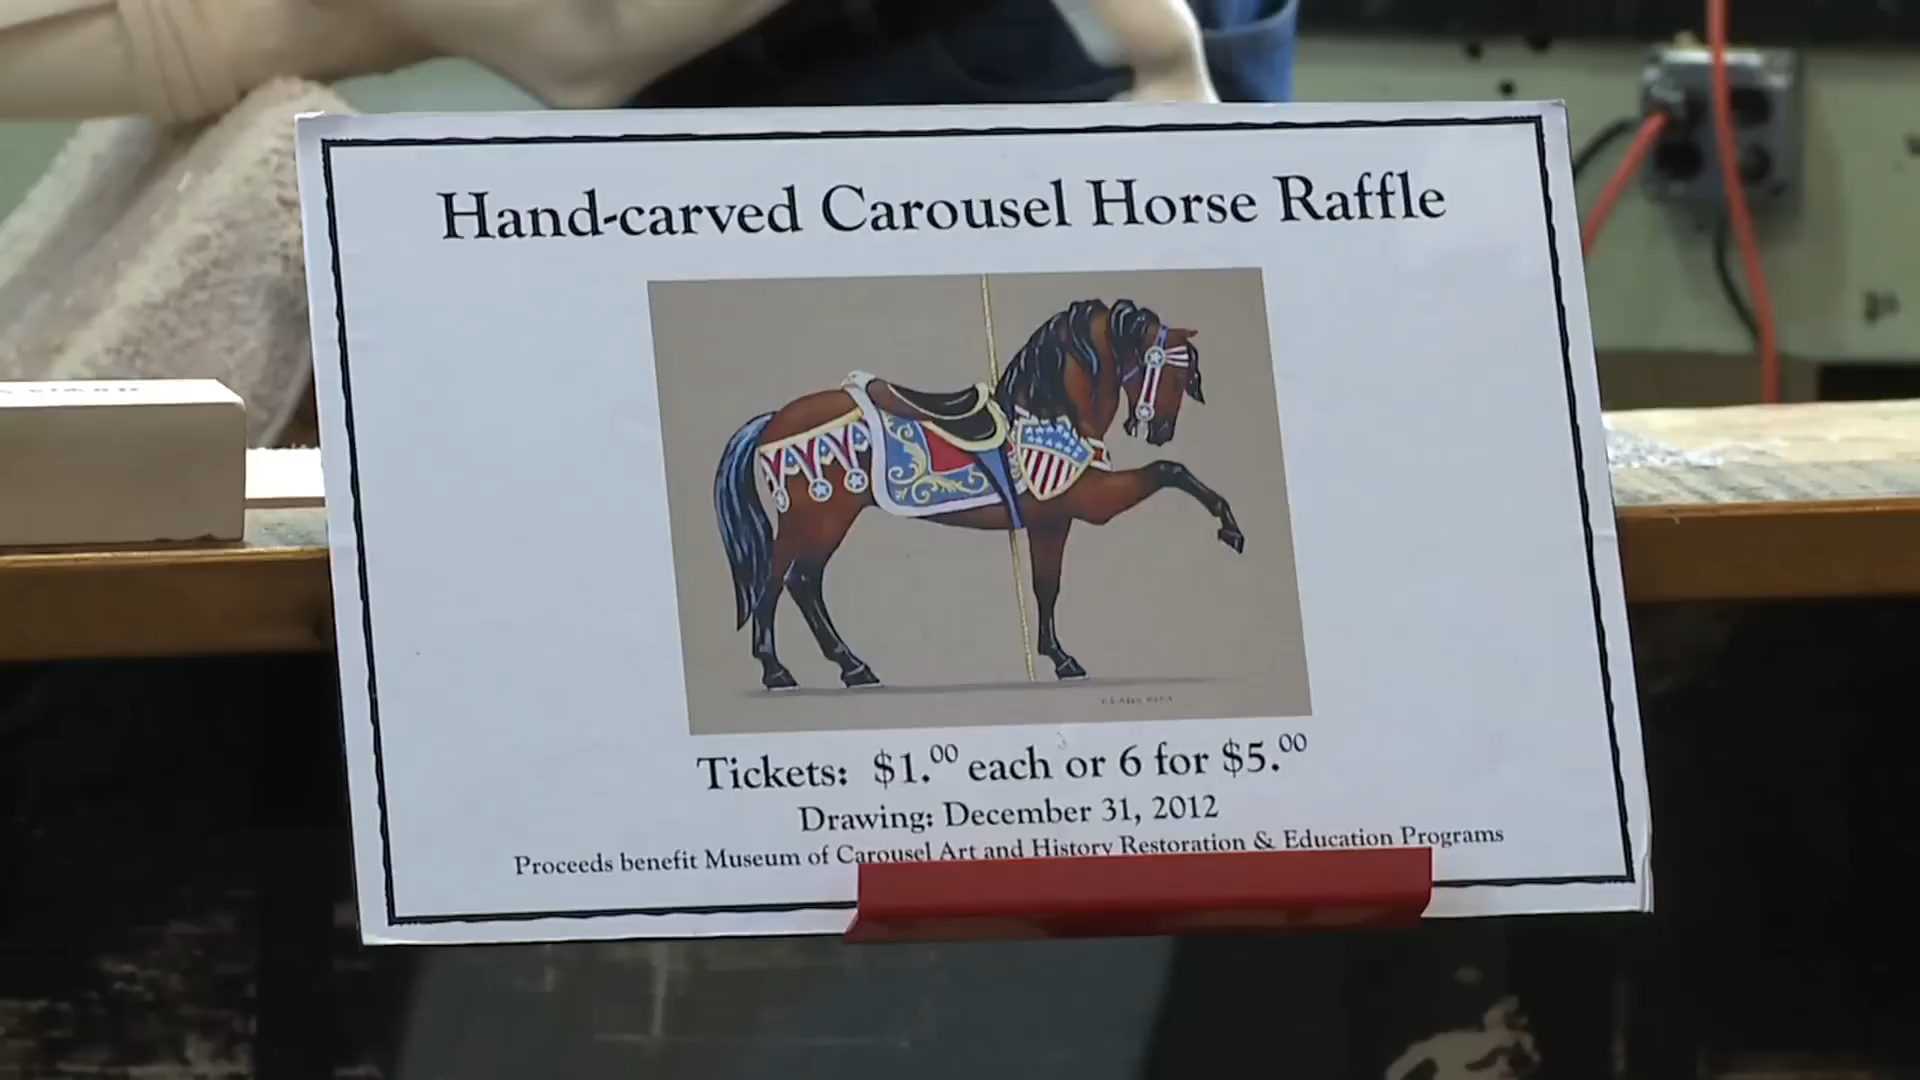 Hand-carved Carousel Horse Raffle
Tickets: $1.00 each or 6 for $5.00
Drawing: December 31, 2012
Proceeds benefit Museum of Carousel Art and History Restoration & Education Programs